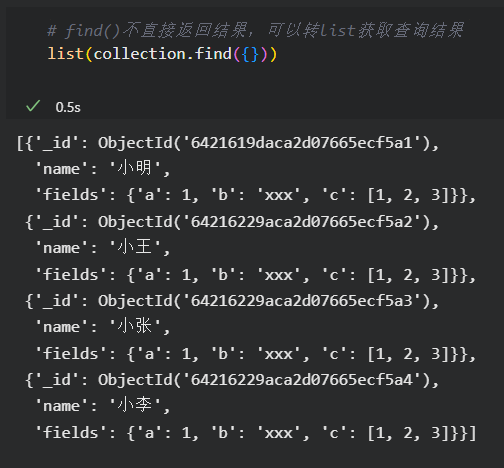 # find()不直接返回结果，可以转list获取查询结果
list(collection.find({}))
0.5s
[{'_id': ObjectId('6421619daca2d07665ecf5a1'),
'name': '小明',
'fields': {'a': 1, 'b': 'xxx', 'c': [1, 2, 3]}},
{'_id': ObjectId('64216229aca2d07665ecf5a2'),
'name': '小王',
'fields': {'a': 1, 'b': 'xxx', 'c': [1, 2, 3]}},
{'_id': ObjectId('64216229aca2d07665ecf5a3'),
'name': '小张',
'fields': {'a': 1, 'b': 'xxx', 'c': [1, 2, 3]}},
{'_id': ObjectId('64216229aca2d07665ecf5a4'),
'name': '小李',
'fields': {'a': 1, 'b': 'xxx', 'c': [1, 2, 3]}}]